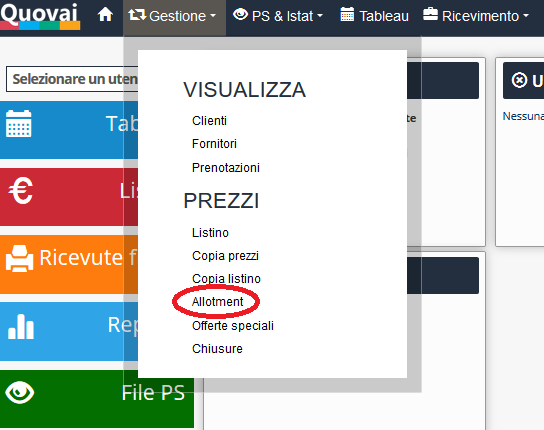 Quovai
Gestione
PS & Istat
Tableau
Ricevimento
Selezionare un uten
VISUALIZZA
Clienti
Fornitori
Prenotazioni
PREZZI
Listino
Copia prezzi
Copia listino
Allotment
Offerte speciali
Chiusure
Tab
Lis
Ricevute f
Rep
File PS
te
U
Nessuna